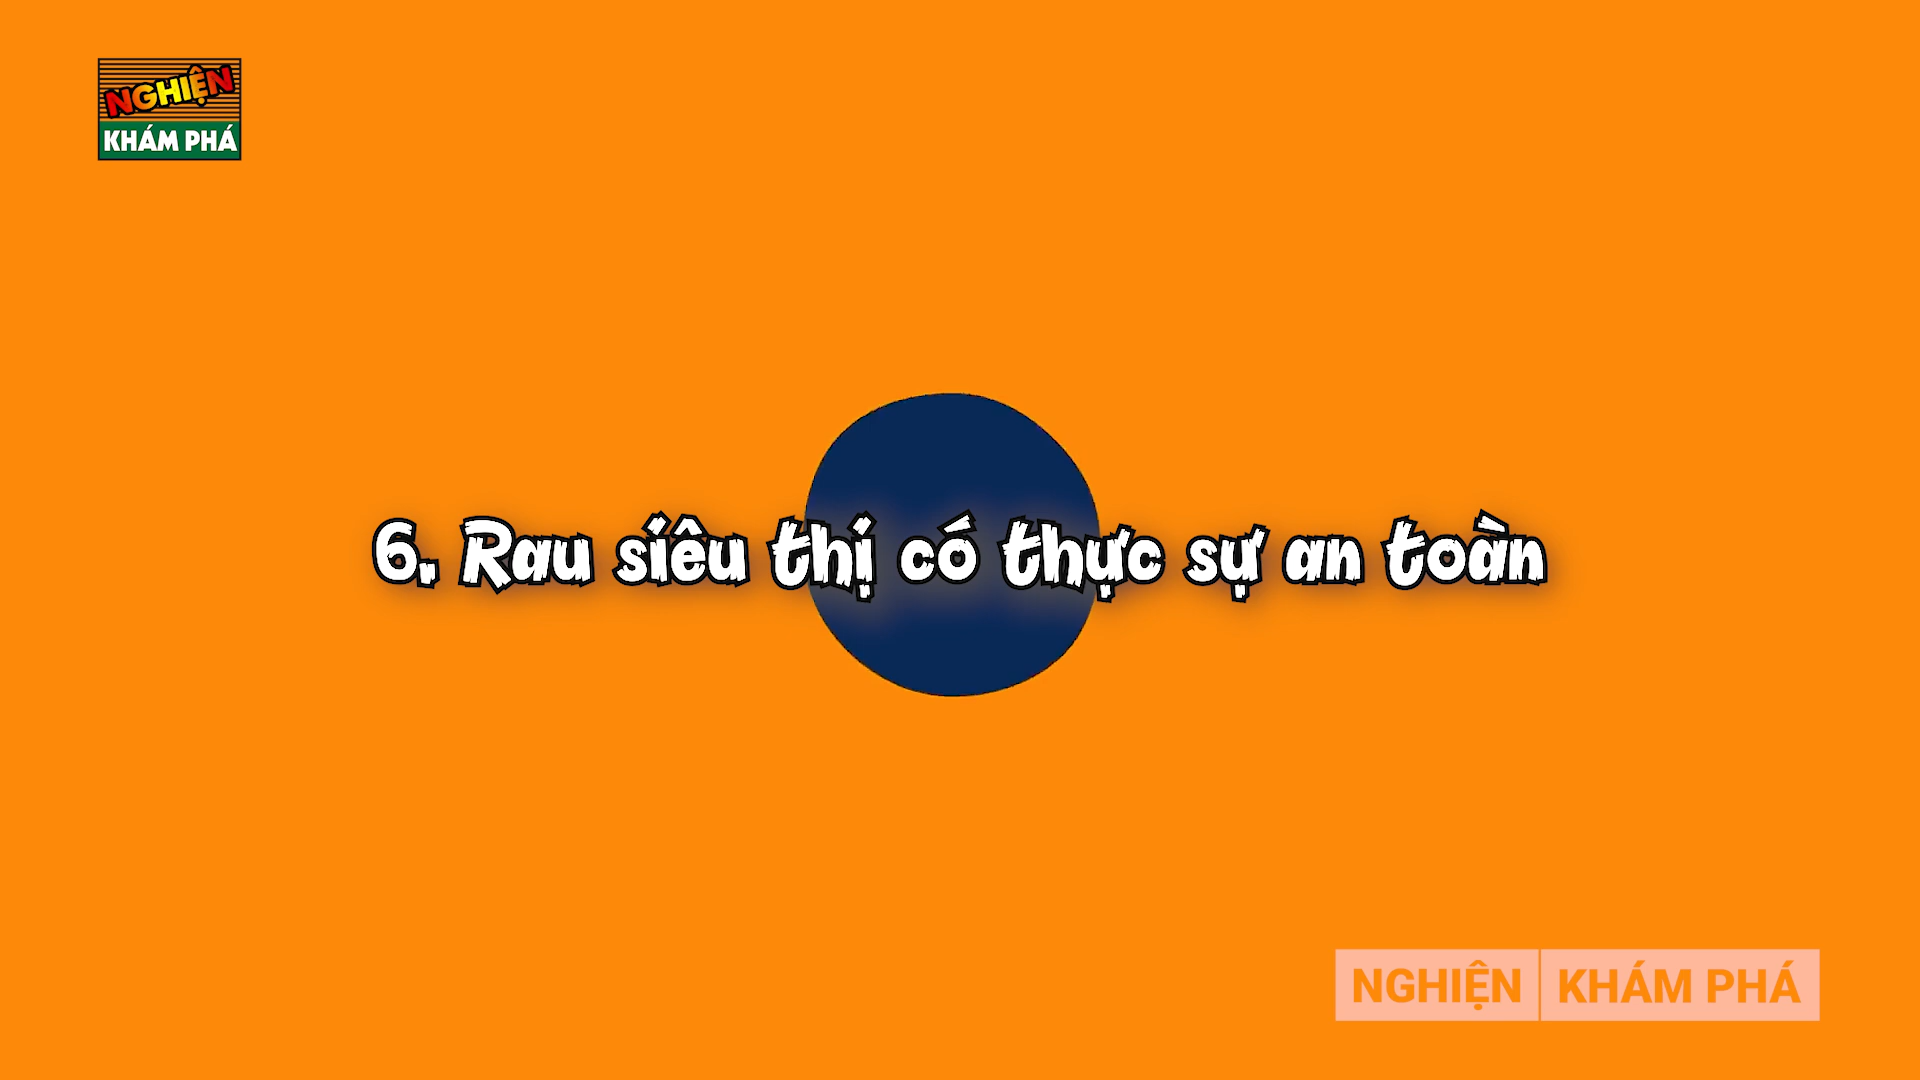 NGHIỆN
KHÁM PHÁ
6. Rau siêu thị có thực sự an toàn
NGHIỆN KHÁM PHÁ